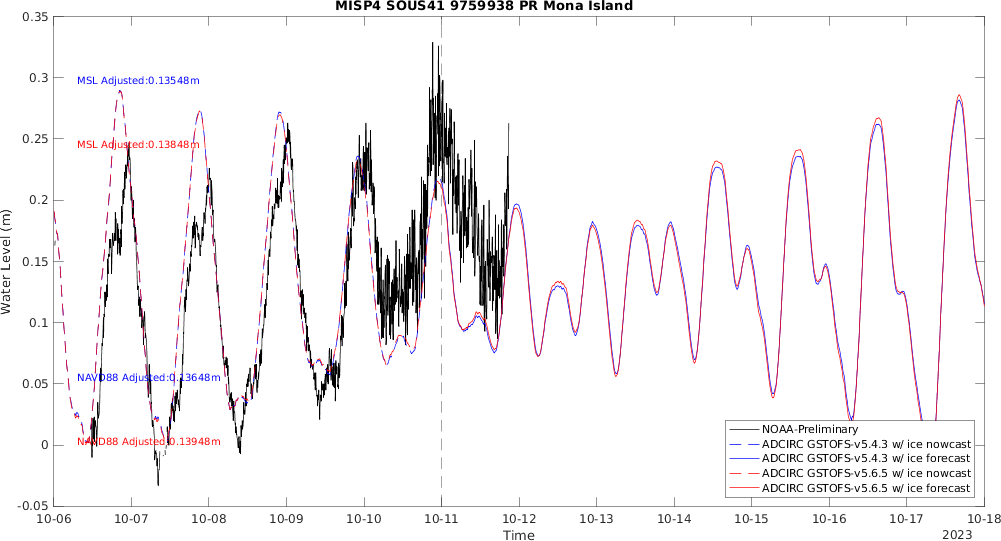 MISP4 SOUS41 9759938 PR Mona Island
0.35
0.3
0.25
0.2
0.15
0.1
0.05
0
-0.05
Water Level (m)
MSL Adjusted:0.13548m
MSL Adjusted:0.13848m
NAVD88 Adjusted:0.13648m
NAVD88 Adjusted:0.13948m
NOAA-Preliminary
ADCIRC GSTOFS-v5.4.3 w/ ice nowcast
ADCIRC GSTOFS-v5.4.3 w/ ice forecast
ADCIRC GSTOFS-v5.6.5 w/ ice nowcast
ADCIRC GSTOFS-v5.6.5 w/ ice forecast
10-06 10-07 10-08 10-09 10-10 10-11 10-12 10-13 10-14 10-15 10-16 10-17 10-18
Time
2023